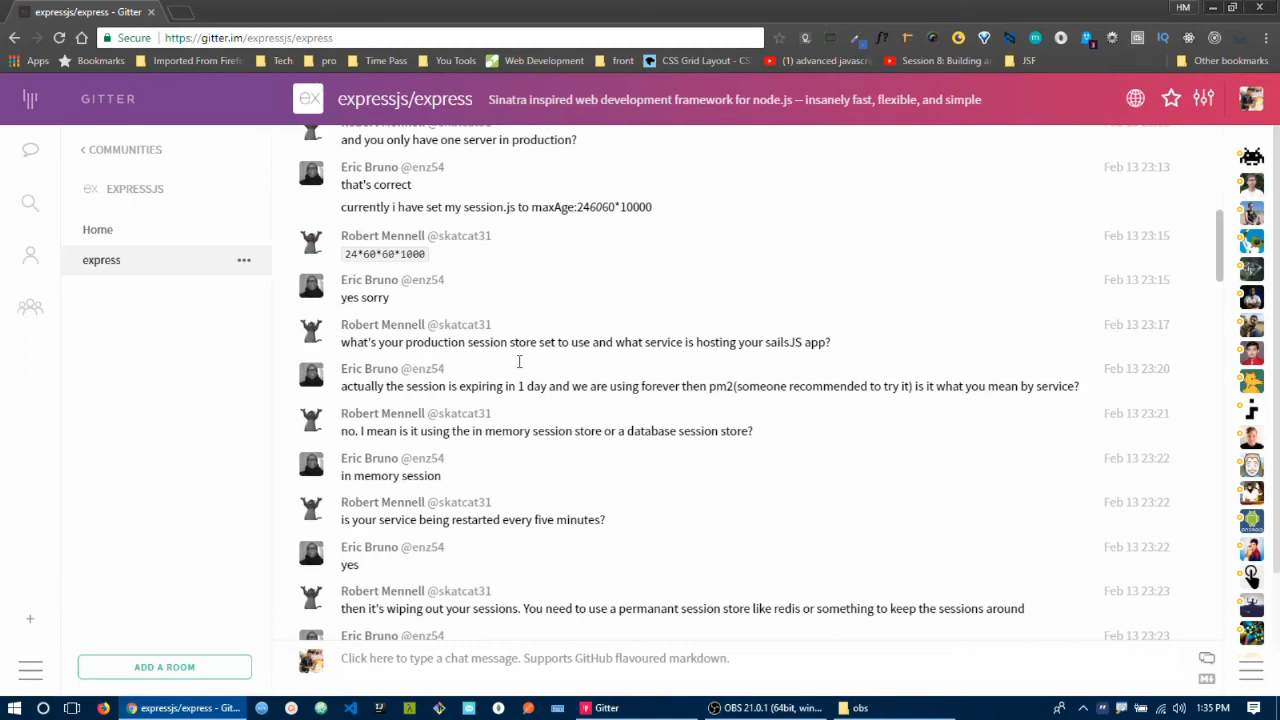 expressjs/express - Gitter
HM
Secure
https://gitter.im/expressjs/express
Apps
Bookmarks
Imported From Firef
Tech
pro
Time Pass
You Tools
Web Development
front
CSS Grid Layout - CS
(1) advanced javascr
Session 8: Building a
JSF
Other bookmarks
GITTER
ex
expressjs/express
Sinatra inspired web development framework for node.js -- insanely fast, flexible, and simple
COMMUNITIES
ex EXPRESSJS
Home
express
ADD A ROOM
Robert Mennell @skatcat31
and you only have one server in production?
Eric Bruno @enz54 Feb 13 23:13
that's correct
currently i have set my session.js to maxAge:246060*10000
Robert Mennell @skatcat31 Feb 13 23:15
24*60*60*1000
Eric Bruno @enz54 Feb 13 23:15
yes sorry
Robert Mennell @skatcat31 Feb 13 23:17
what's your production session store set to use and what service is hosting your sailsJS app?
Eric Bruno @enz54 Feb 13 23:20
actually the session is expiring in 1 day and we are using forever then pm2(someone recommended to try it) is it what you mean by service?
Robert Mennell @skatcat31 Feb 13 23:21
no. I mean is it using the in memory session store or a database session store?
Eric Bruno @enz54 Feb 13 23:22
in memory session
Robert Mennell @skatcat31 Feb 13 23:22
is your service being restarted every five minutes?
Eric Bruno @enz54 Feb 13 23:22
yes
Robert Mennell @skatcat31 Feb 13 23:23
then it's wiping out your sessions. You need to use a permanant session store like redis or something to keep the sessions around
Eric Bruno @enz54 Feb 13 23:23
Click here to type a chat message. Supports GitHub flavoured markdown.
expressjs/express - Git...
Gitter
OBS 21.0.1 (64bit, win...
obs
1:35 PM